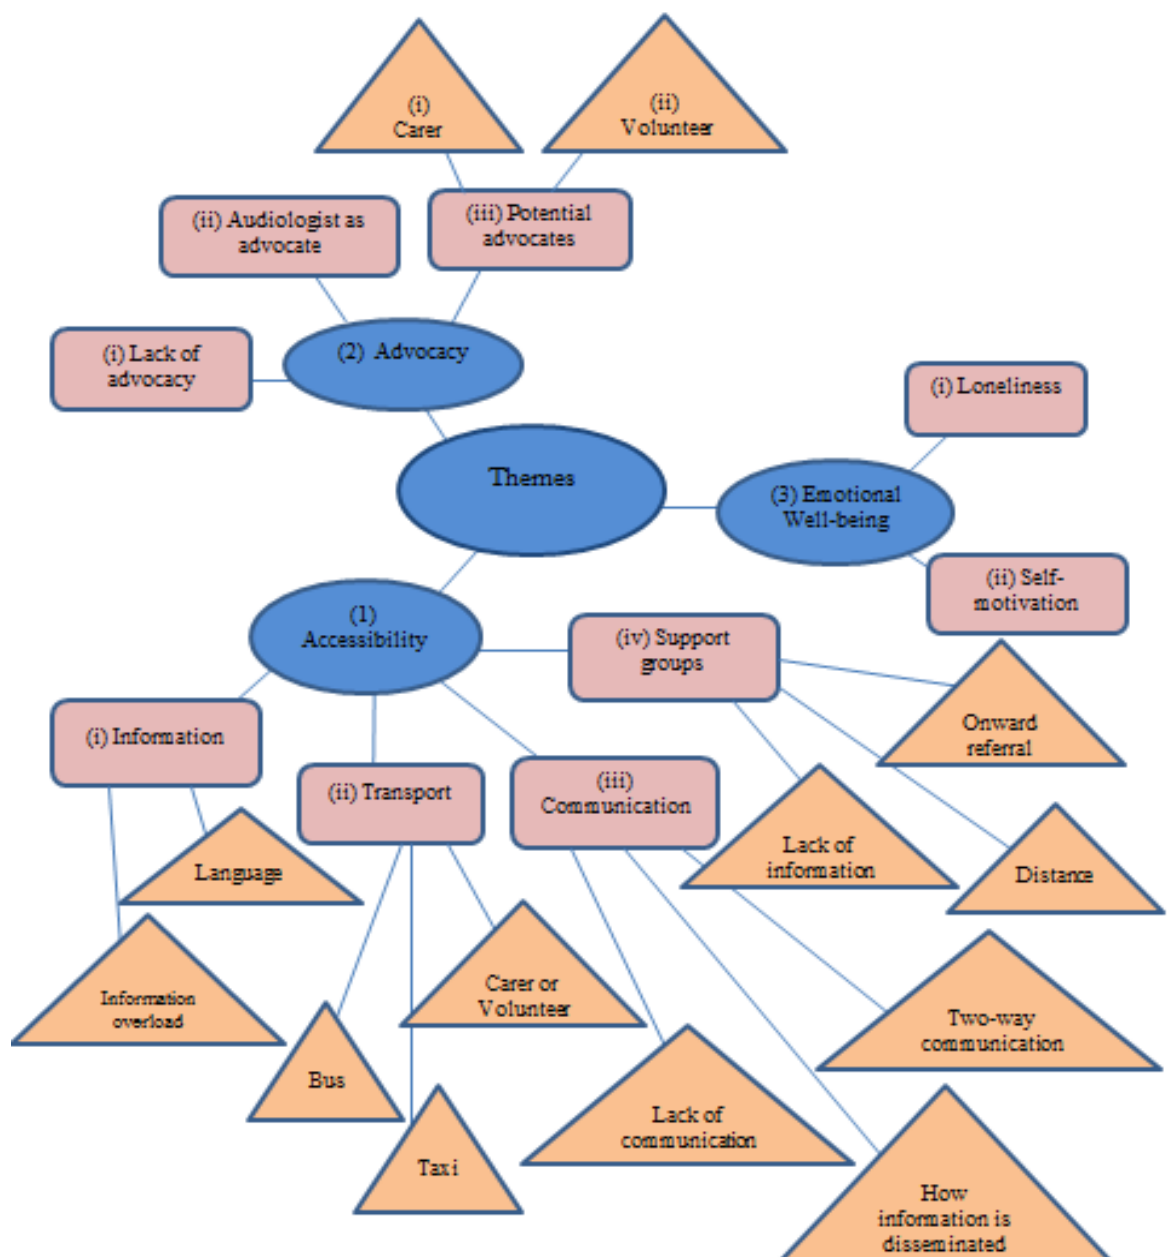 (i)
Carer
(ii)
Volunteer
(ii) Audiologist as
advocate
(iii) Potential
advocates
(i) Lack of
advocacy
(2) Advocacy
(i) Loneliness
Themes
(3) Emotional
Well-being
(ii) Self-
motivation
(1)
Accessibility
(iv) Support
groups
Onward
referral
(i) Information
(ii) Transport
(iii)
Communication
Lack of
information
Distance
Language
Information
overload
Carer or
Volunteer
Two-way
communication
Bus
Taxi
Lack of
communication
How
information is
disseminated